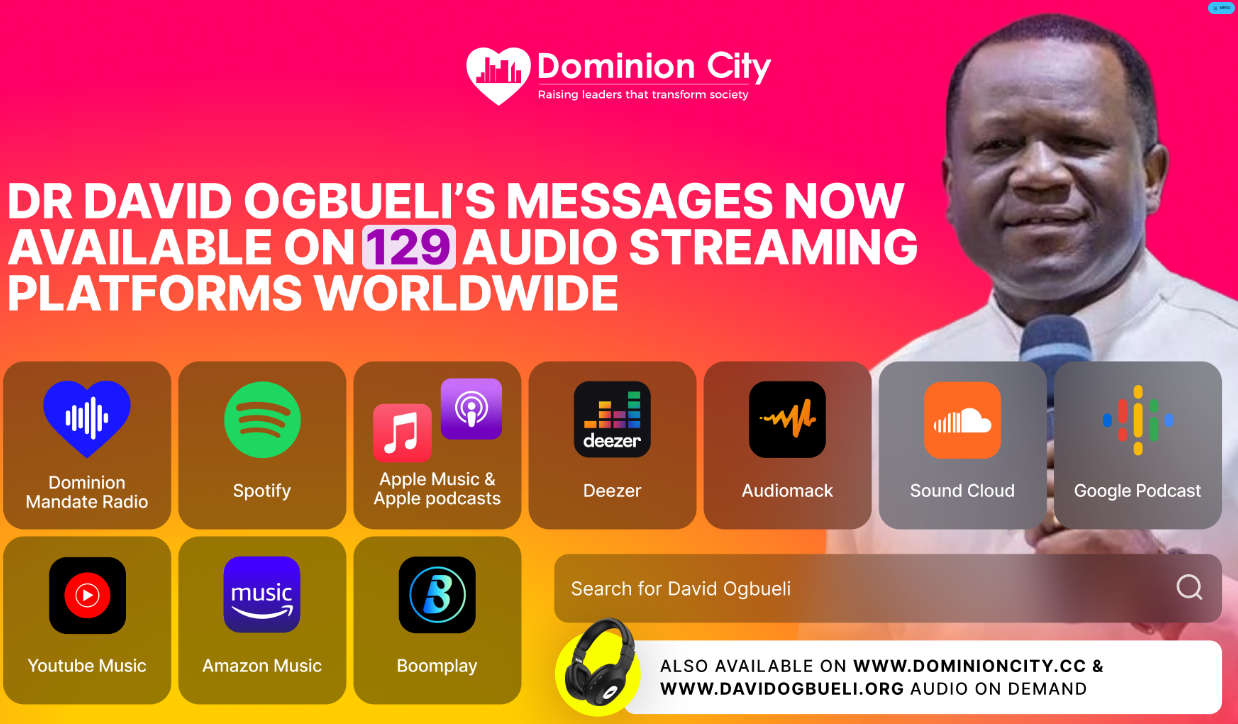 MENU
Dominion City
Raising leaders that transform society
DR DAVID OGBUELI'S MESSAGES NOW
AVAILABLE ON 129 AUDIO STREAMING
PLATFORMS WORLDWIDE
Dominion
Mandate Radio
Spotify
Apple Music &
Apple podcasts
deezer
Deezer
Audiomack
Sound Cloud
Google Podcast
Youtube Music
music
Amazon Music
B
Boomplay
Search for David Ogbueli
ALSO AVAILABLE ON WWW.DOMINIONCITY.CC &
WWW.DAVIDOGBUELI.ORG AUDIO ON DEMAND